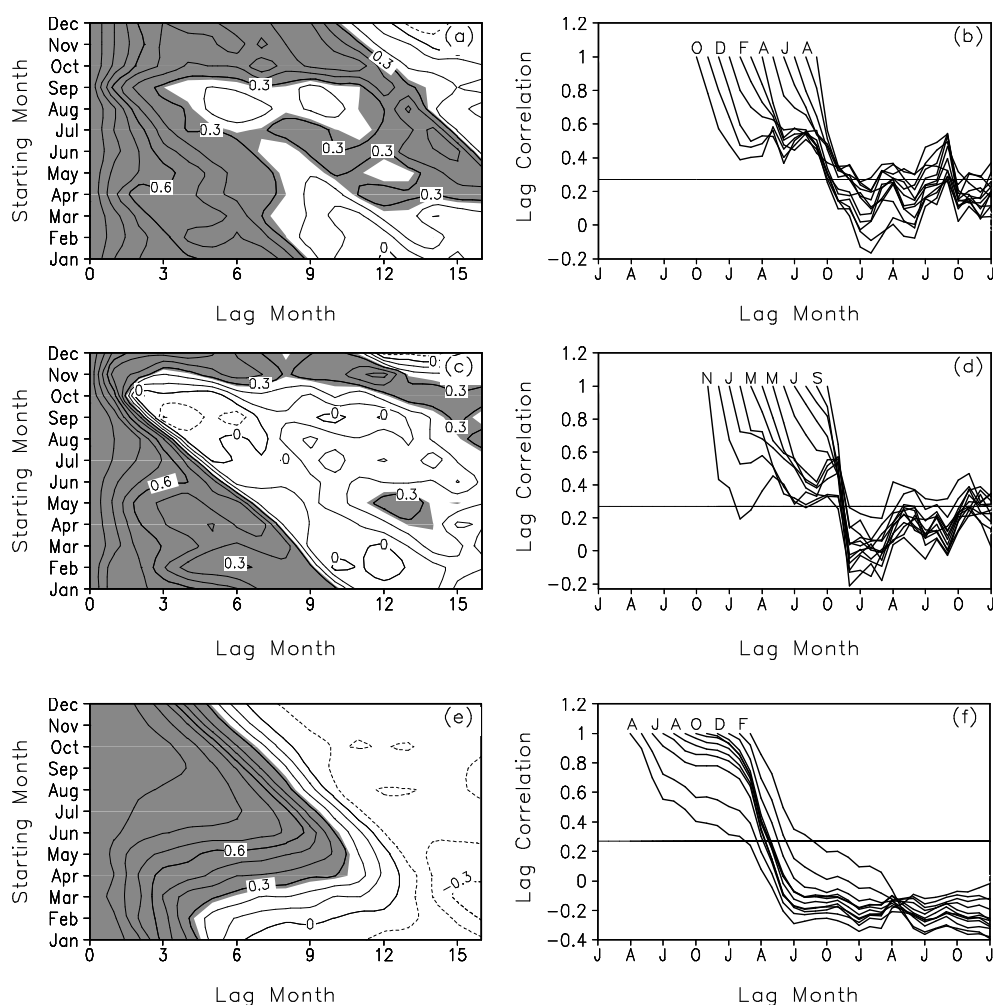 (a)
Starting Month
Dec
Nov
Oct
Sep
Aug
Jul
Jun
May
Apr
Mar
Feb
Jan
0.3
0.3
0.3
0.3
0.3
0.6
0.3
0
0 3 6 9 12 15
Lag Month
(b)
Lag Correlation
1.2
1
0.8
0.6
0.4
0.2
0
−0.2
O D F A J A
J A J O J A J O J A J O J
Lag Month
(c)
Starting Month
Dec
Nov
Oct
Sep
Aug
Jul
Jun
May
Apr
Mar
Feb
Jan
0
0.3
0.3
0
0 0
0.3
0
0 0
0.6
0.3
0
0
0.3
0 3 6 9 12 15
Lag Month
(d)
Lag Correlation
1.2
1
0.8
0.6
0.4
0.2
0
−0.2
N J M M J S
J A J O J A J O J A J O J
Lag Month
(e)
Starting Month
Dec
Nov
Oct
Sep
Aug
Jul
Jun
May
Apr
Mar
Feb
Jan
0.6
0.3
−0.3
0
0 3 6 9 12 15
Lag Month
(f)
Lag Correlation
1.2
1
0.8
0.6
0.4
0.2
0
−0.2
−0.4
A J A O D F
J A J O J A J O J A J O J
Lag Month